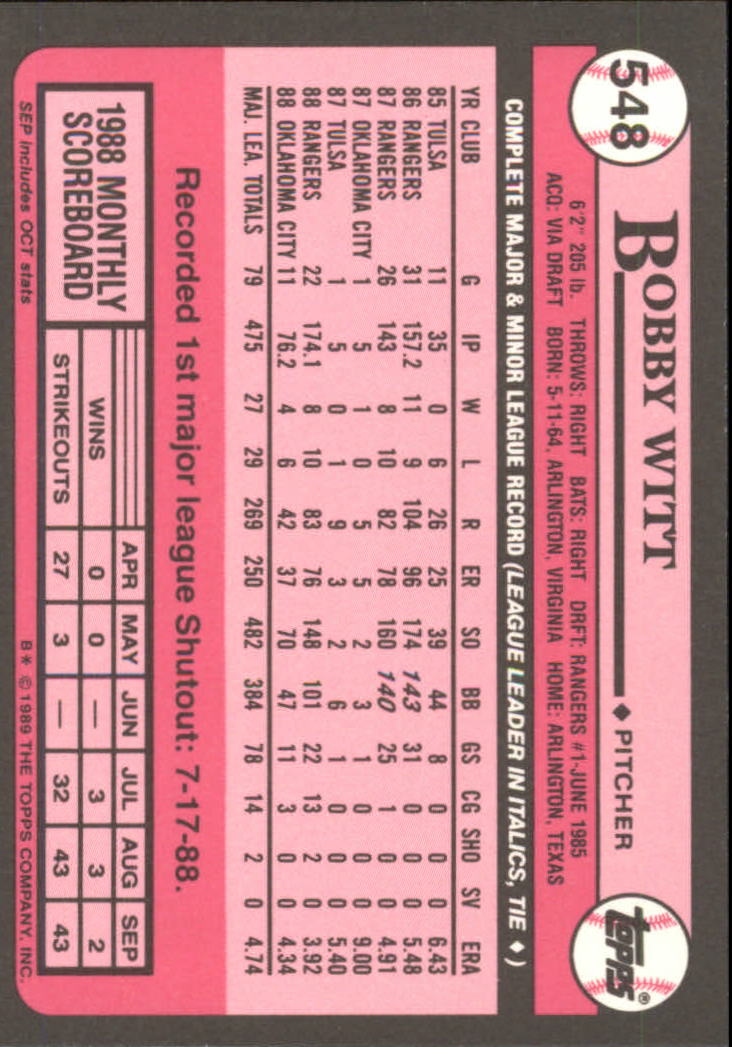 548
BOBBY WITT
♦ PITCHER
topps®
6'2" 205 lb. THROWS: RIGHT BATS: RIGHT DRFT: RANGERS #1-JUNE 1985
ACQ: VIA DRAFT BORN: 5-11-64, ARLINGTON, VIRGINIA HOME: ARLINGTON, TEXAS
COMPLETE MAJOR & MINOR LEAGUE RECORD (LEAGUE LEADER IN ITALICS, TIE ♦)
YR CLUB G IP W L R ER SO BB GS CG SHO SV ERA
85 TULSA 11 35 0 6 26 25 39 44 8 0 0 0 6.43
86 RANGERS 31 157.2 11 9 104 96 174 143 31 0 0 0 5.48
87 RANGERS 26 143 8 10 82 78 160 140 25 1 0 0 4.91
87 OKLAHOMA CITY 1 5 1 0 5 5 2 3 1 0 0 0 9.00
87 TULSA 1 5 0 1 9 3 2 6 1 0 0 0 5.40
88 RANGERS 22 174.1 8 10 83 76 148 101 22 13 2 0 3.92
88 OKLAHOMA CITY 11 76.2 4 6 42 37 70 47 11 3 0 0 4.34
MAJ. LEA. TOTALS 79 475 27 29 269 250 482 384 78 14 2 0 4.74
Recorded 1st major league Shutout: 7-17-88.
1988 MONTHLY
SCOREBOARD
APR MAY JUN JUL AUG SEP
WINS 0 0 — 3 3 2
STRIKEOUTS 27 3 — 32 43 43
SEP includes OCT stats
B* © 1989 THE TOPPS COMPANY, INC.